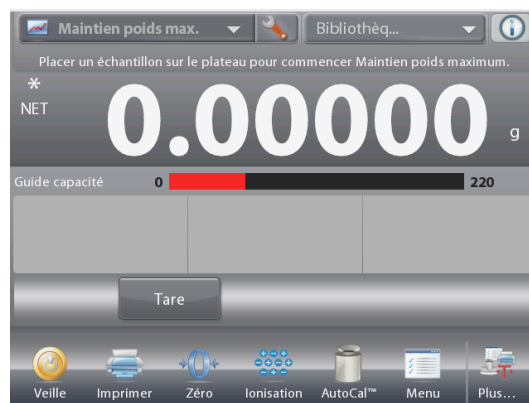 Maintien poids max. Bibliothèq...
Placer un échantillon sur le plateau pour commencer Maintien poids maximum.
*
NET
0.00000 g
Guide capacité 0 220
Tare
Veille Imprimer Zéro Ionisation AutoCal™ Menu Plus...